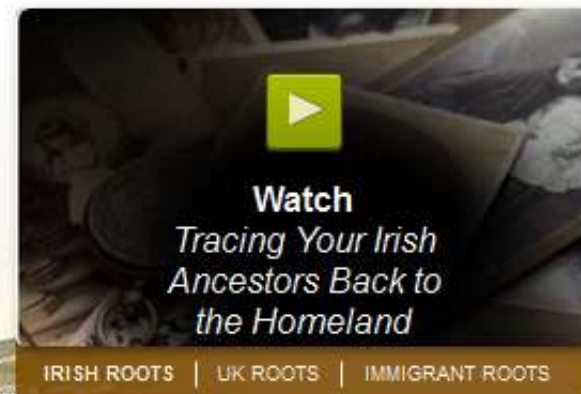 Watch
Tracing Your Irish
Ancestors Back to
the Homeland
IRISH ROOTS | UK ROOTS | IMMIGRANT ROOTS